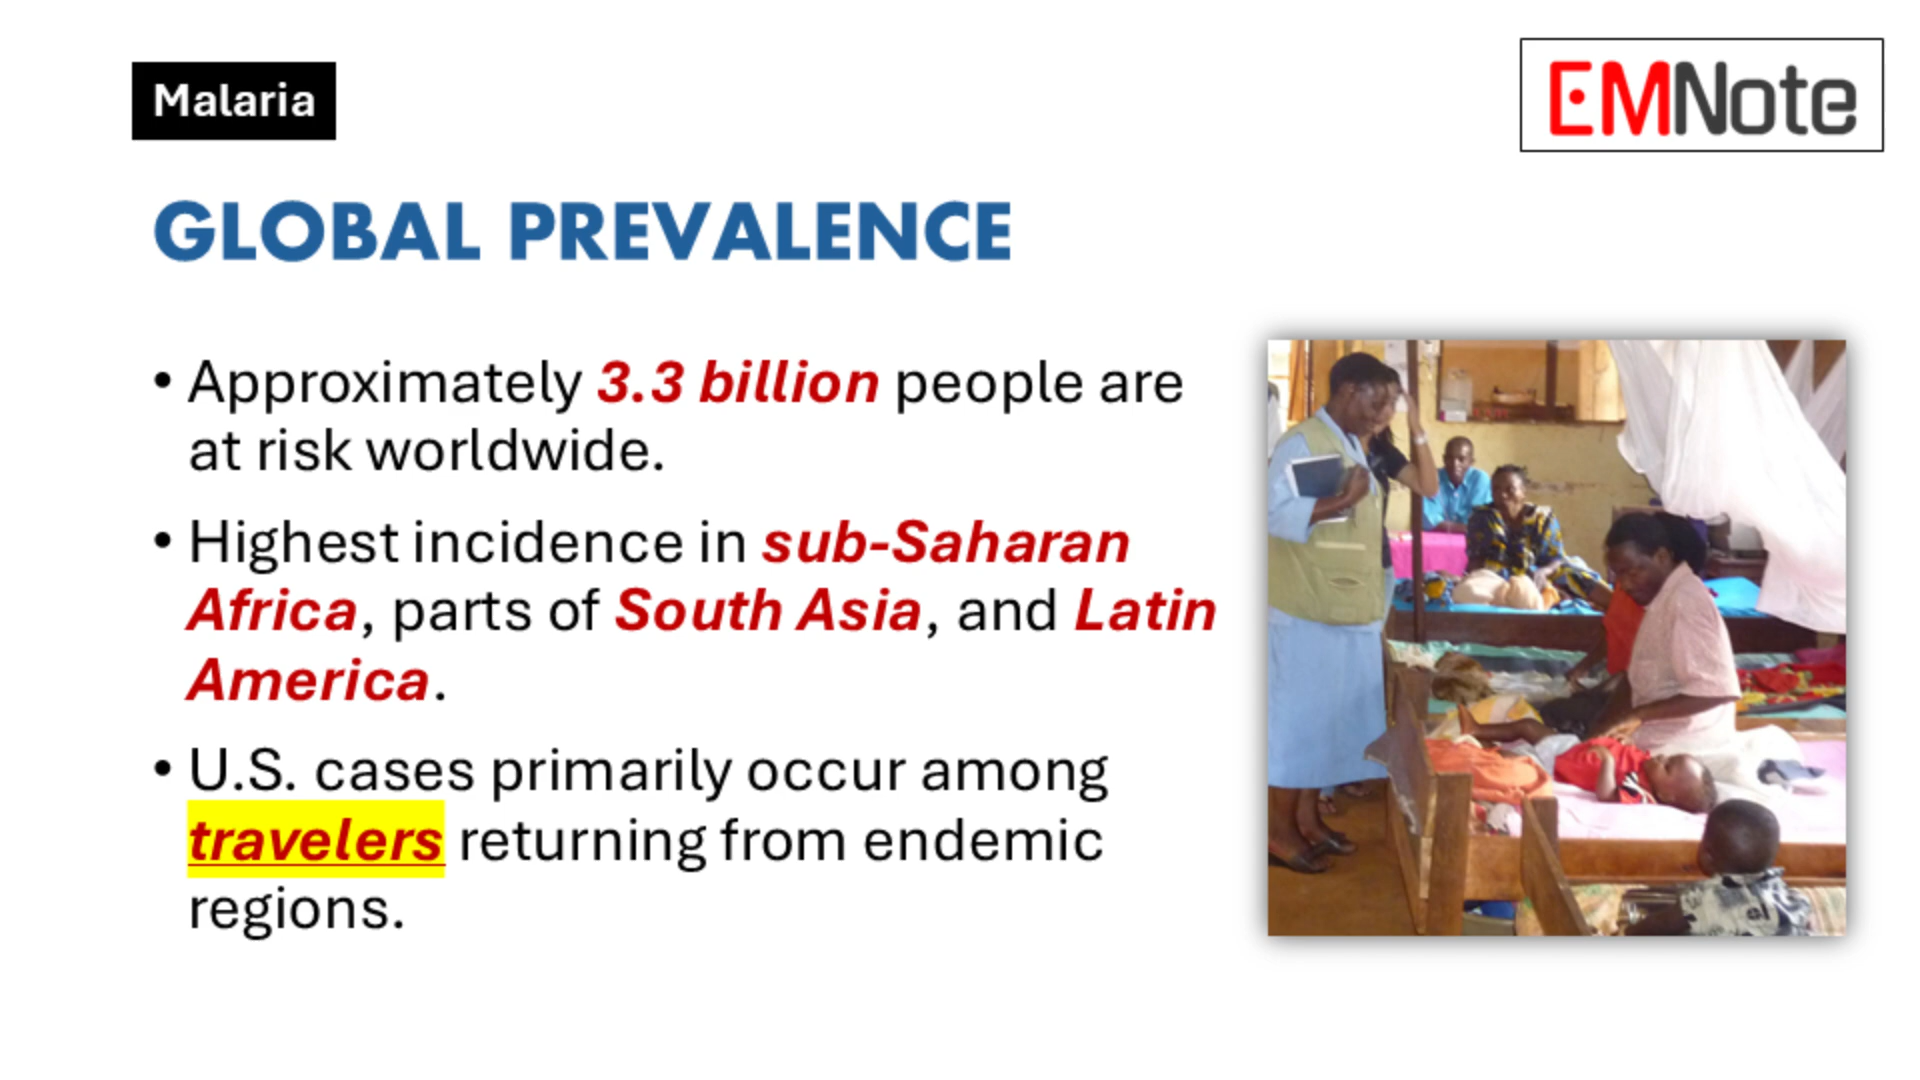 Malaria
EMNote
GLOBAL PREVALENCE
• Approximately 3.3 billion people are
at risk worldwide.
• Highest incidence in sub-Saharan
Africa, parts of South Asia, and Latin
America.
• U.S. cases primarily occur among
travelers returning from endemic
regions.